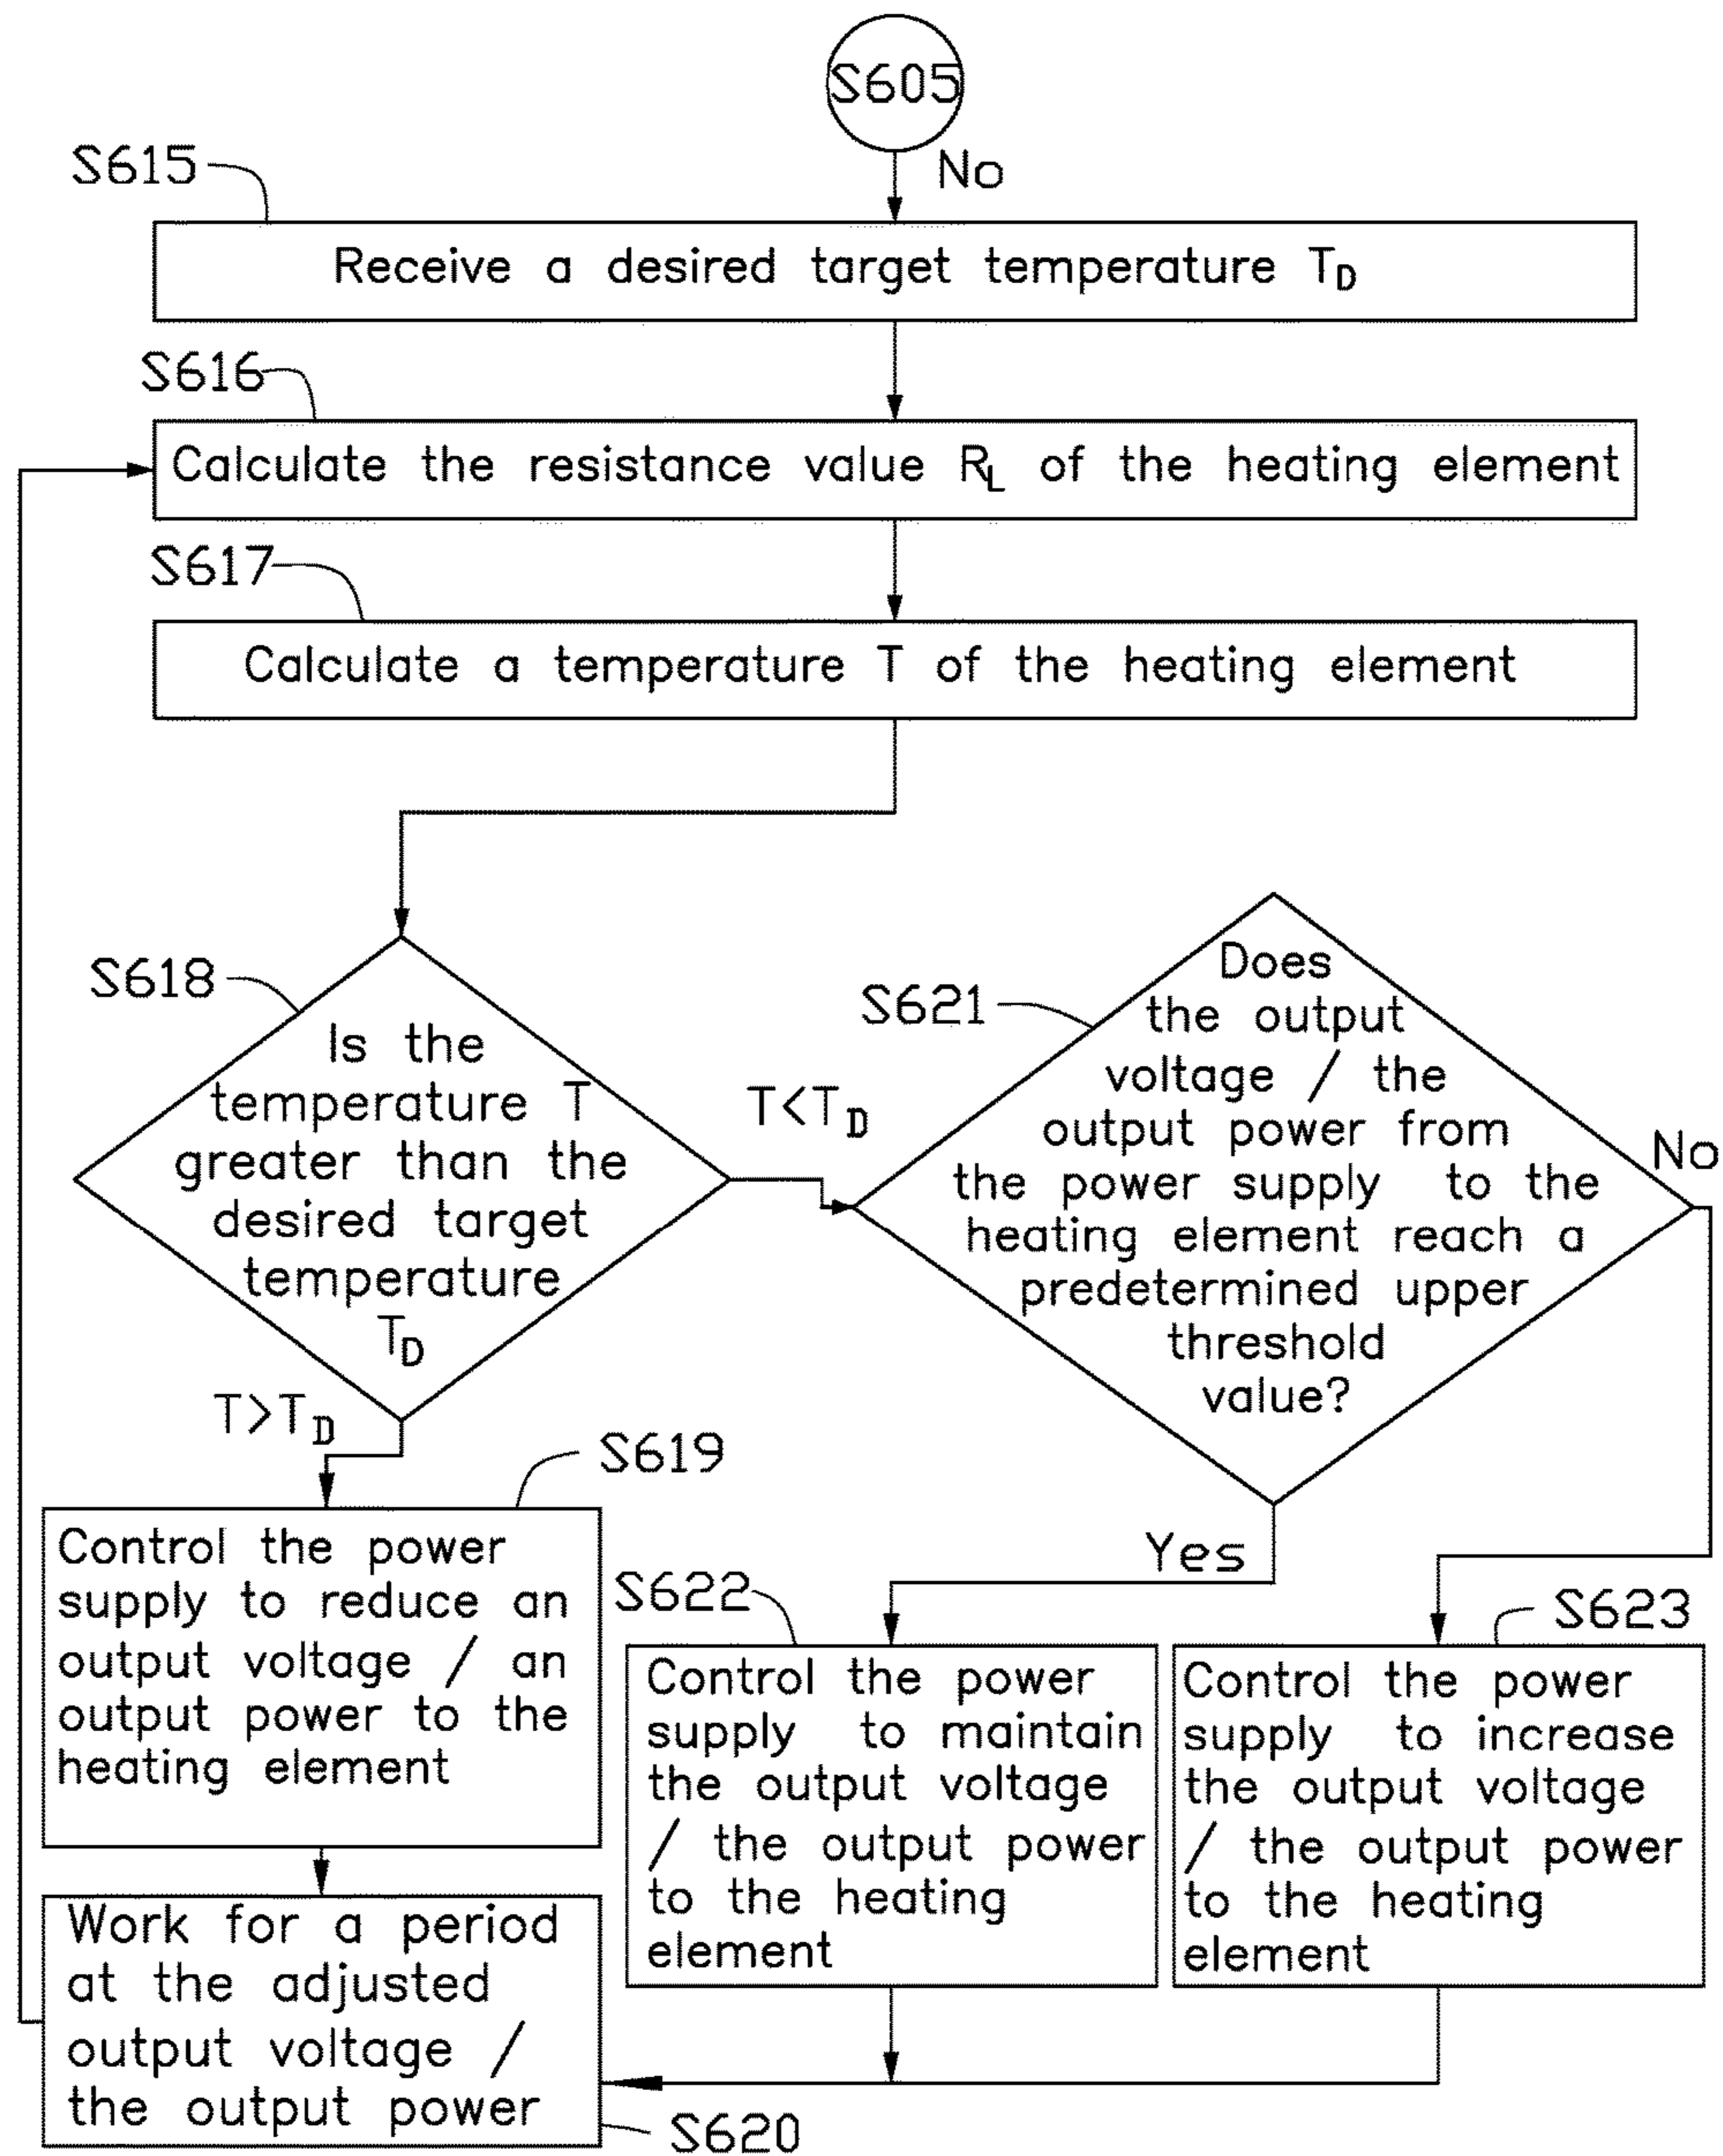 S605
No
S615
Receive a desired target temperature T_D
S616
Calculate the resistance value R_L of the heating element
S617
Calculate a temperature T of the heating element
S618
Is the
temperature T
greater than the
desired target
temperature
T_D
T<T_D
T>T_D
S621
Does
the output
voltage / the
output power from
the power supply to the
heating element reach a
predetermined upper
threshold
value?
No
Yes
S619
Control the power
supply to reduce an
output voltage / an
output power to the
heating element
S622
Control the power
supply to maintain
the output voltage
/ the output power
to the heating
element
S623
Control the power
supply to increase
the output voltage
/ the output power
to the heating
element
Work for a period
at the adjusted
output voltage /
the output power
S620